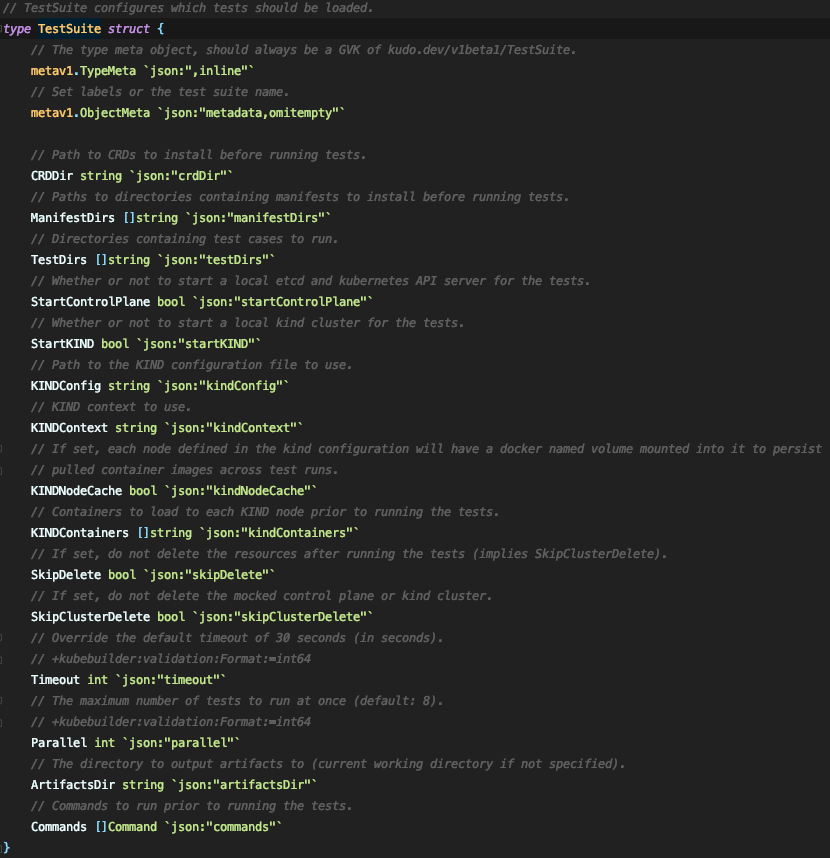 // TestSuite configures which tests should be loaded.
type TestSuite struct {
// The type meta object, should always be a GVK of kudo.dev/v1beta1/TestSuite.
metav1.TypeMeta `json:",inline"`
// Set labels or the test suite name.
metav1.ObjectMeta `json:"metadata,omitempty"`
// Path to CRDs to install before running tests.
CRDDir string `json:"crdDir"`
// Paths to directories containing manifests to install before running tests.
ManifestDirs []string `json:"manifestDirs"`
// Directories containing test cases to run.
TestDirs []string `json:"testDirs"`
// Whether or not to start a local etcd and kubernetes API server for the tests.
StartControlPlane bool `json:"startControlPlane"`
// Whether or not to start a local kind cluster for the tests.
StartKIND bool `json:"startKIND"`
// Path to the KIND configuration file to use.
KINDConfig string `json:"kindConfig"`
// KIND context to use.
KINDContext string `json:"kindContext"`
// If set, each node defined in the kind configuration will have a docker named volume mounted into it to persist
// pulled container images across test runs.
KINDNodeCache bool `json:"kindNodeCache"`
// Containers to load to each KIND node prior to running the tests.
KINDContainers []string `json:"kindContainers"`
// If set, do not delete the resources after running the tests (implies SkipClusterDelete).
SkipDelete bool `json:"skipDelete"`
// If set, do not delete the mocked control plane or kind cluster.
SkipClusterDelete bool `json:"skipClusterDelete"`
// Override the default timeout of 30 seconds (in seconds).
// +kubebuilder:validation:Format:=int64
Timeout int `json:"timeout"`
// The maximum number of tests to run at once (default: 8).
// +kubebuilder:validation:Format:=int64
Parallel int `json:"parallel"`
// The directory to output artifacts to (current working directory if not specified).
ArtifactsDir string `json:"artifactsDir"`
// Commands to run prior to running the tests.
Commands []Command `json:"commands"`
}